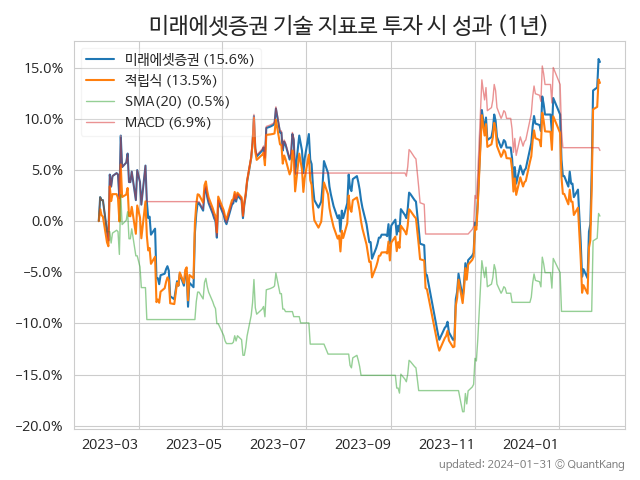 미래에셋증권 기술 지표로 투자 시 성과 (1년)
미래에셋증권 (15.6%)
적립식 (13.5%)
SMA(20) (0.5%)
MACD (6.9%)
15.0%
10.0%
5.0%
0.0%
−5.0%
−10.0%
−15.0%
−20.0%
2023-03 2023-05 2023-07 2023-09 2023-11 2024-01
updated: 2024-01-31 © QuantKang